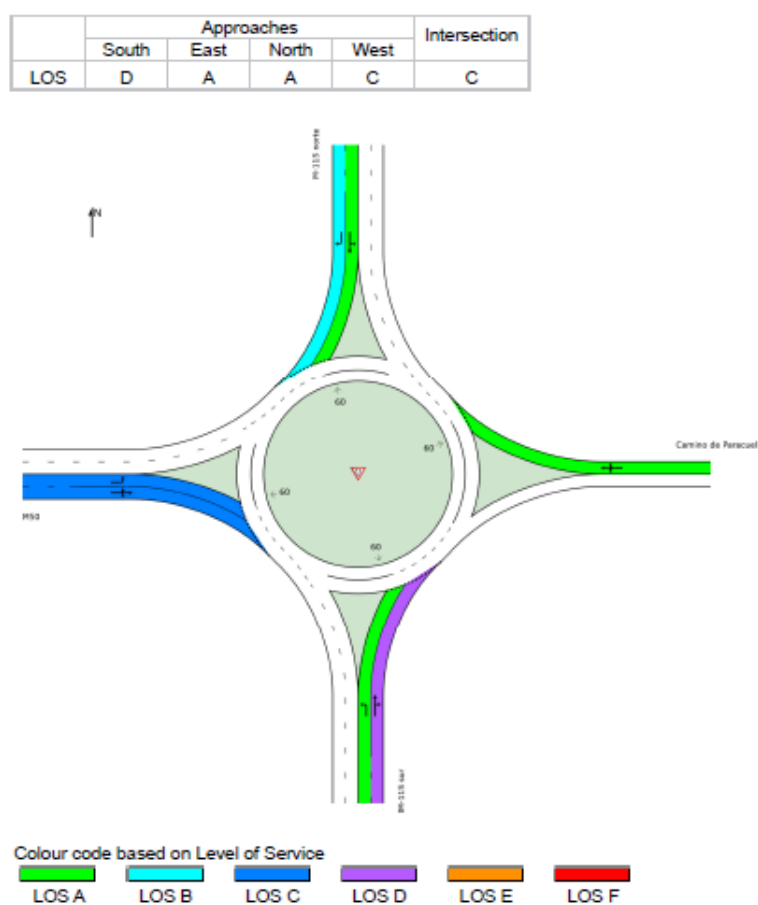 Approaches
Intersection
South East North West
LOS D A A C C
M-115 norte
N
60
60
Camino de Paracuel
60
M50
60
M-115 sur
Colour code based on Level of Service
LOS A LOS B LOS C LOS D LOS E LOS F